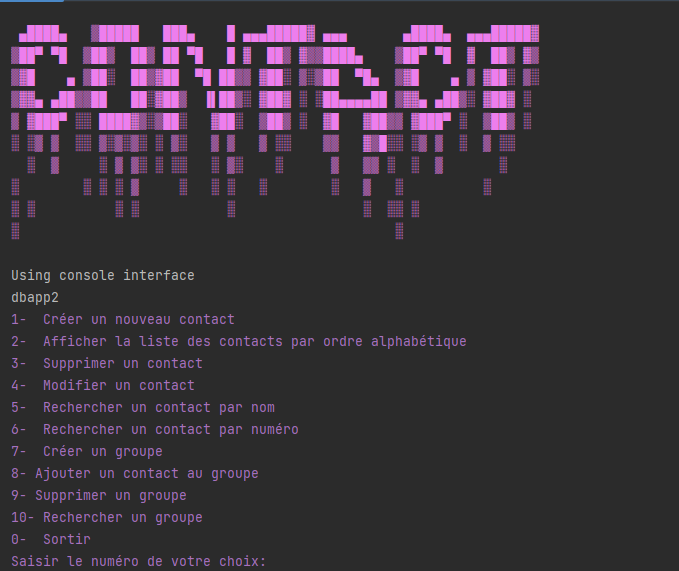 CONTACT
Using console interface
dbapp2
1-  Créer un nouveau contact
2-  Afficher la liste des contacts par ordre alphabétique
3-  Supprimer un contact
4-  Modifier un contact
5-  Rechercher un contact par nom
6-  Rechercher un contact par numéro
7-  Créer un groupe
8- Ajouter un contact au groupe
9- Supprimer un groupe
10- Rechercher un groupe
0-  Sortir
Saisir le numéro de votre choix: